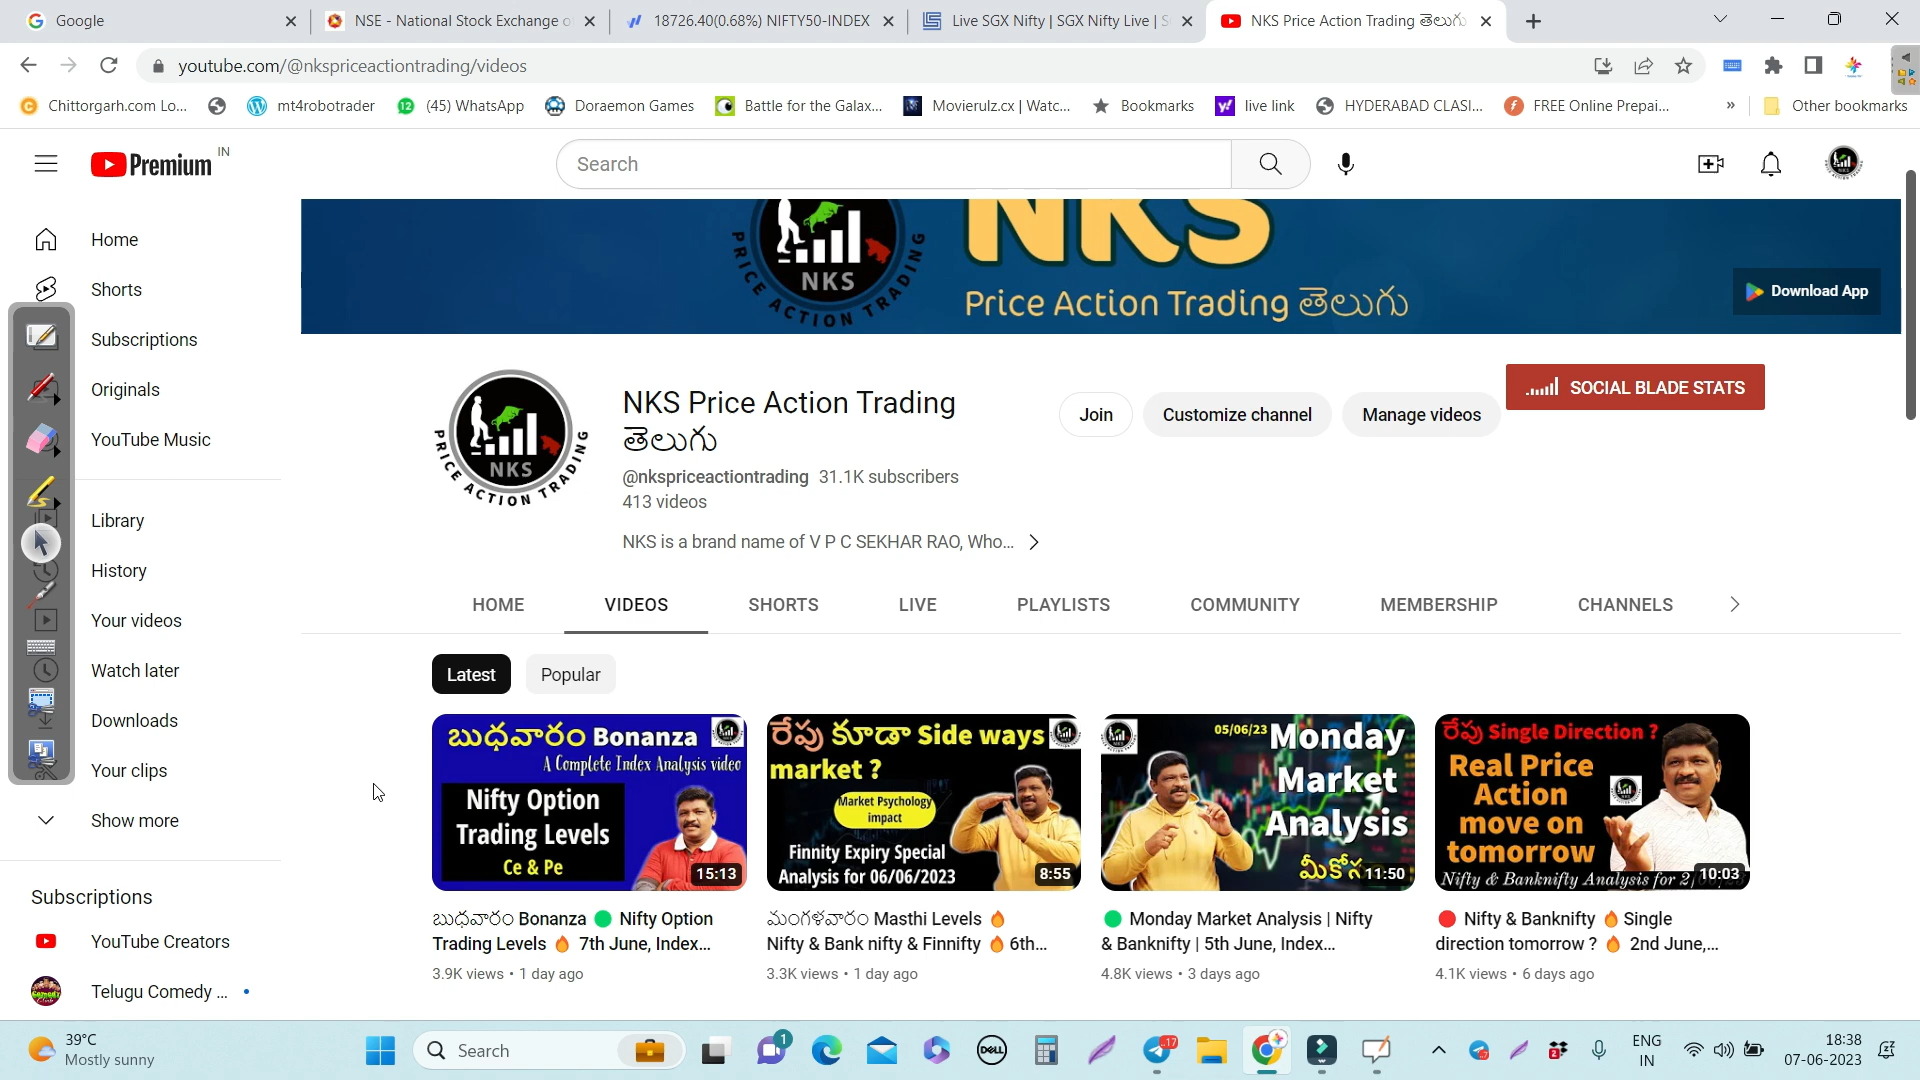 Google
NSE - National Stock Exchange o
18726.40(0.68%) NIFTY50-INDEX
Live SGX Nifty | SGX Nifty Live | S
NKS Price Action Trading తెలుగు
youtube.com/@nkspriceactiontrading/videos
Chittorgarh.com Lo...
mt4robotrader
12
(45) WhatsApp
Doraemon Games
Battle for the Galax...
Movierulz.cx | Watc...
Bookmarks
live link
HYDERABAD CLASI...
FREE Online Prepai...
»
Other bookmarks
Premium
IN
Search
Home
Shorts
Subscriptions
Originals
YouTube Music
Library
History
Your videos
Watch later
Downloads
Your clips
Show more
Subscriptions
YouTube Creators
Telugu Comedy ...
NKS
PRICE ACTION TRADING
NKS
Price Action Trading తెలుగు
Download App
NKS
PRICE ACTION TRADING
NKS Price Action Trading
తెలుగు
@nkspriceactiontrading 31.1K subscribers
413 videos
NKS is a brand name of V P C SEKHAR RAO, Who...
Join
Customize channel
Manage videos
SOCIAL BLADE STATS
HOME
VIDEOS
SHORTS
LIVE
PLAYLISTS
COMMUNITY
MEMBERSHIP
CHANNELS
Latest
Popular
బుధవారం Bonanza
A Complete Index Analysis video
Nifty Option
Trading Levels
Ce & Pe
15:13
బుధవారం Bonanza 🟢 Nifty Option
Trading Levels 🔥 7th June, Index...
3.9K views • 1 day ago
రేపు కూడా Side ways
market ?
Market Psychology
impact
Finnity Expiry Special
Analysis for 06/06/2023
8:55
మంగళవారం Masthi Levels 🔥
Nifty & Bank nifty & Finnifty 🔥 6th...
3.3K views • 1 day ago
05/06/23
Monday
Market
Analysis
మీకోసం
11:50
🟢 Monday Market Analysis | Nifty
& Banknifty | 5th June, Index...
4.8K views • 3 days ago
రేపు Single Direction ?
Real Price
Action
move on
tomorrow
10:03
Nifty & Banknifty Analysis for 2/
🔴 Nifty & Banknifty 🔥 Single
direction tomorrow ? 🔥 2nd June,...
4.1K views • 6 days ago
39°C
Mostly sunny
Search
1
DELL
17
2
ENG
IN
18:38
07-06-2023